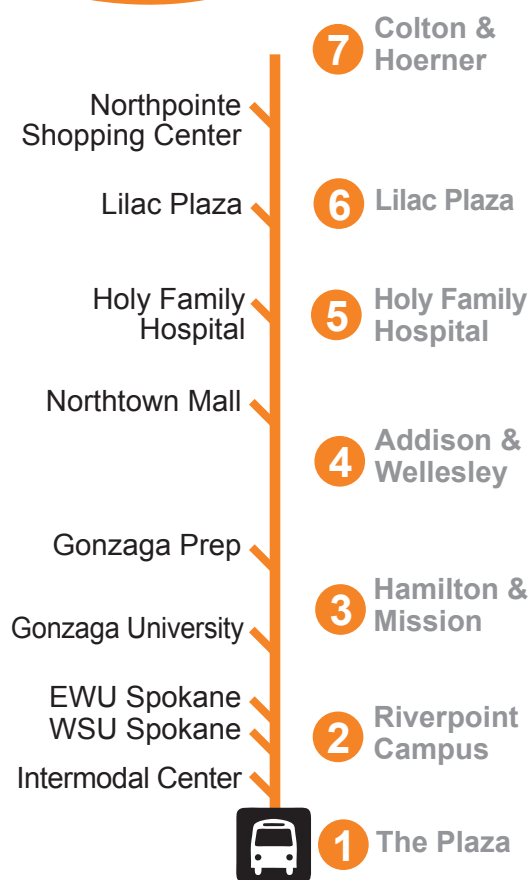 7
Colton &
Hoerner
Northpointe
Shopping Center
Lilac Plaza
6
Lilac Plaza
Holy Family
Hospital
5
Holy Family
Hospital
Northtown Mall
4
Addison &
Wellesley
Gonzaga Prep
3
Hamilton &
Mission
Gonzaga University
EWU Spokane
WSU Spokane
2
Riverpoint
Campus
Intermodal Center
1
The Plaza